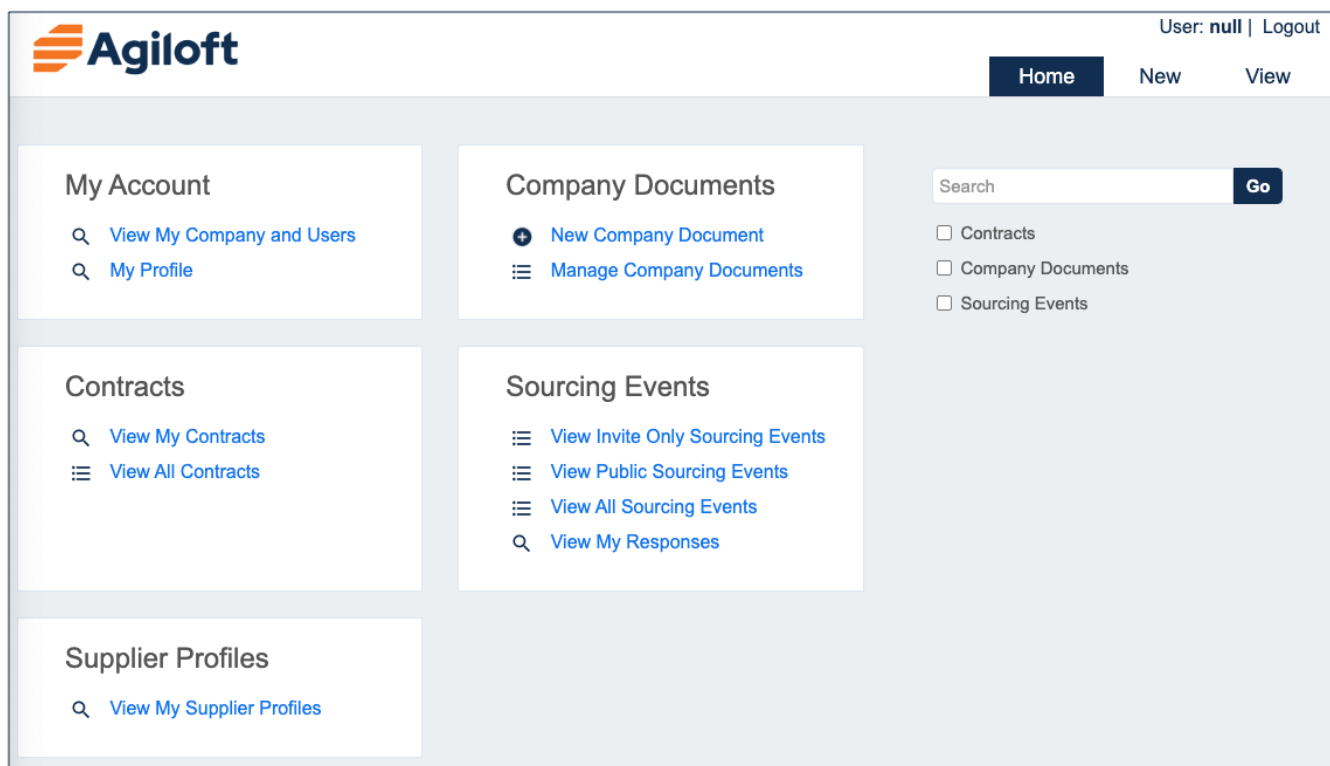 Agiloft
User: null | Logout
Home New View
My Account
View My Company and Users
My Profile
Company Documents
New Company Document
Manage Company Documents
Search Go
Contracts
Company Documents
Sourcing Events
Contracts
View My Contracts
View All Contracts
Sourcing Events
View Invite Only Sourcing Events
View Public Sourcing Events
View All Sourcing Events
View My Responses
Supplier Profiles
View My Supplier Profiles